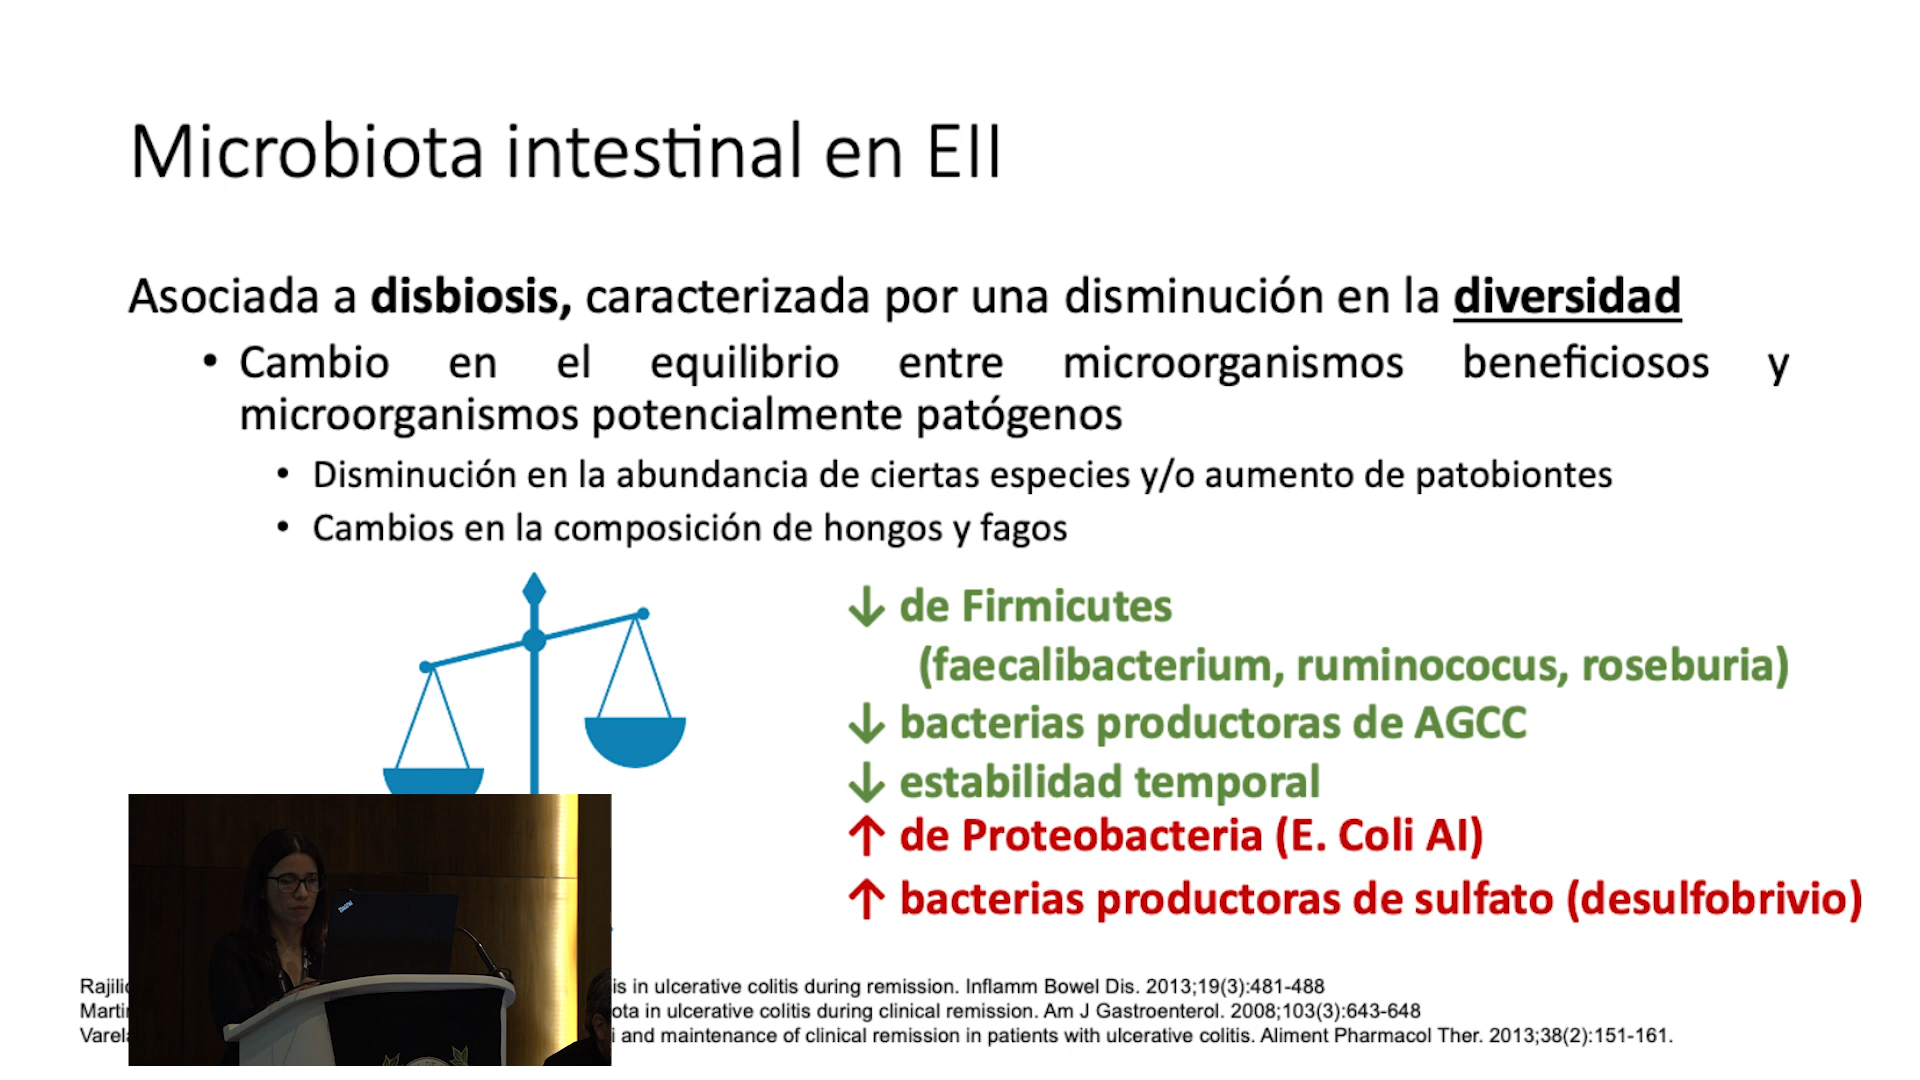 Microbiota intestinal en EII
Asociada a disbiosis, caracterizada por una disminución en la diversidad
• Cambio en el equilibrio entre microorganismos beneficiosos y
microorganismos potencialmente patógenos
• Disminución en la abundancia de ciertas especies y/o aumento de patobiontes
• Cambios en la composición de hongos y fagos
↓ de Firmicutes
(faecalibacterium, ruminococus, roseburia)
↓ bacterias productoras de AGCC
↓ estabilidad temporal
↑ de Proteobacteria (E. Coli AI)
↑ bacterias productoras de sulfato (desulfobrivio)
in ulcerative colitis during remission. Inflamm Bowel Dis. 2013;19(3):481-488
in ulcerative colitis during clinical remission. Am J Gastroenterol. 2008;103(3):643-648
and maintenance of clinical remission in patients with ulcerative colitis. Aliment Pharmacol Ther. 2013;38(2):151-161.